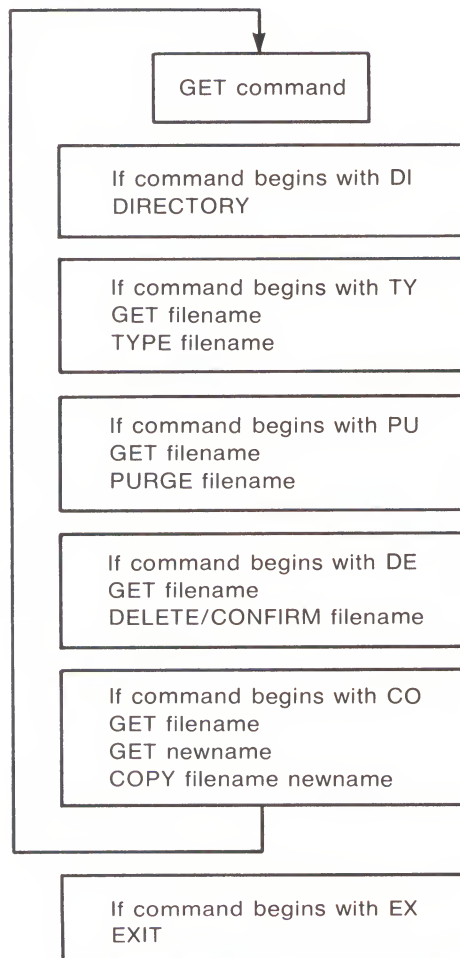 GET command
If command begins with DI
DIRECTORY
If command begins with TY
GET filename
TYPE filename
If command begins with PU
GET filename
PURGE filename
If command begins with DE
GET filename
DELETE/CONFIRM filename
If command begins with CO
GET filename
GET newname
COPY filename newname
If command begins with EX
EXIT